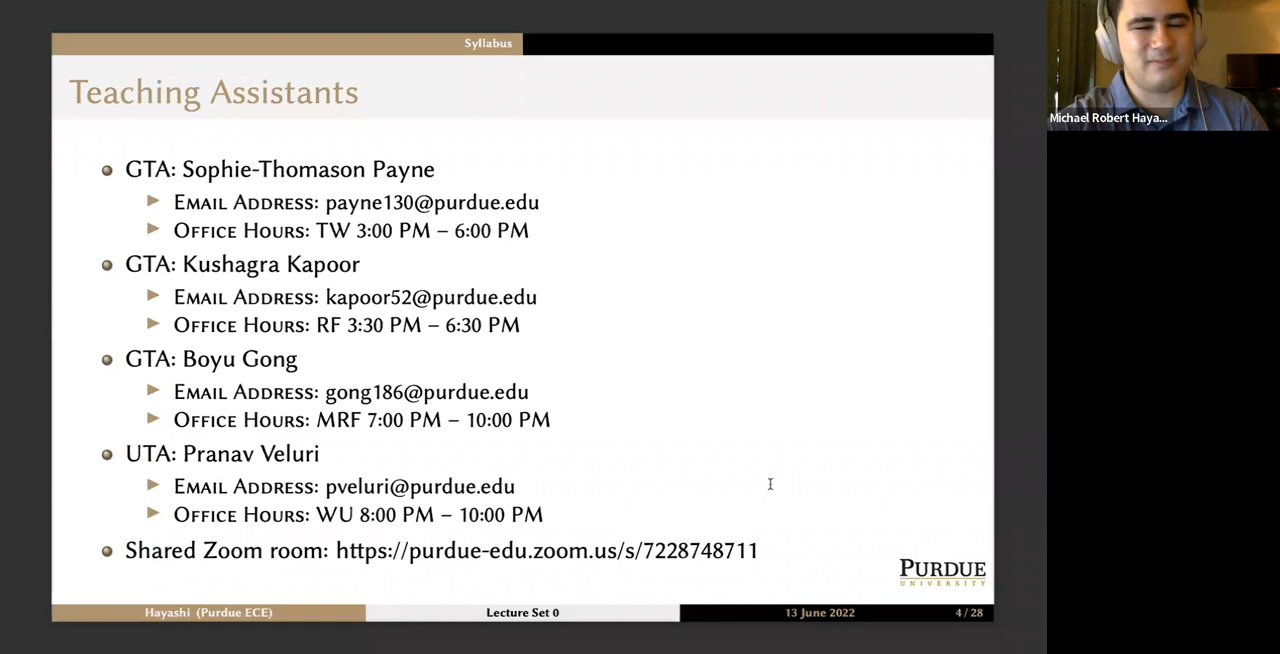 Syllabus
Teaching Assistants
GTA: Sophie-Thomason Payne
Email Address: payne130@purdue.edu
Office Hours: TW 3:00 PM – 6:00 PM
GTA: Kushagra Kapoor
Email Address: kapoor52@purdue.edu
Office Hours: RF 3:30 PM – 6:30 PM
GTA: Boyu Gong
Email Address: gong186@purdue.edu
Office Hours: MRF 7:00 PM – 10:00 PM
UTA: Pranav Veluri
Email Address: pveluri@purdue.edu
Office Hours: WU 8:00 PM – 10:00 PM
Shared Zoom room: https://purdue-edu.zoom.us/s/7228748711
PURDUE
UNIVERSITY
Hayashi (Purdue ECE) Lecture Set 0 13 June 2022 4 / 28
Michael Robert Haya...